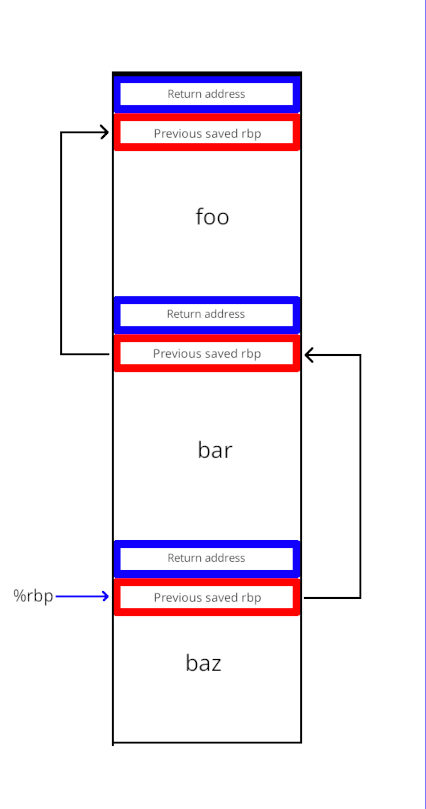 Return address
Previous saved rbp
foo
Return address
Previous saved rbp
bar
Return address
%rbp
Previous saved rbp
baz